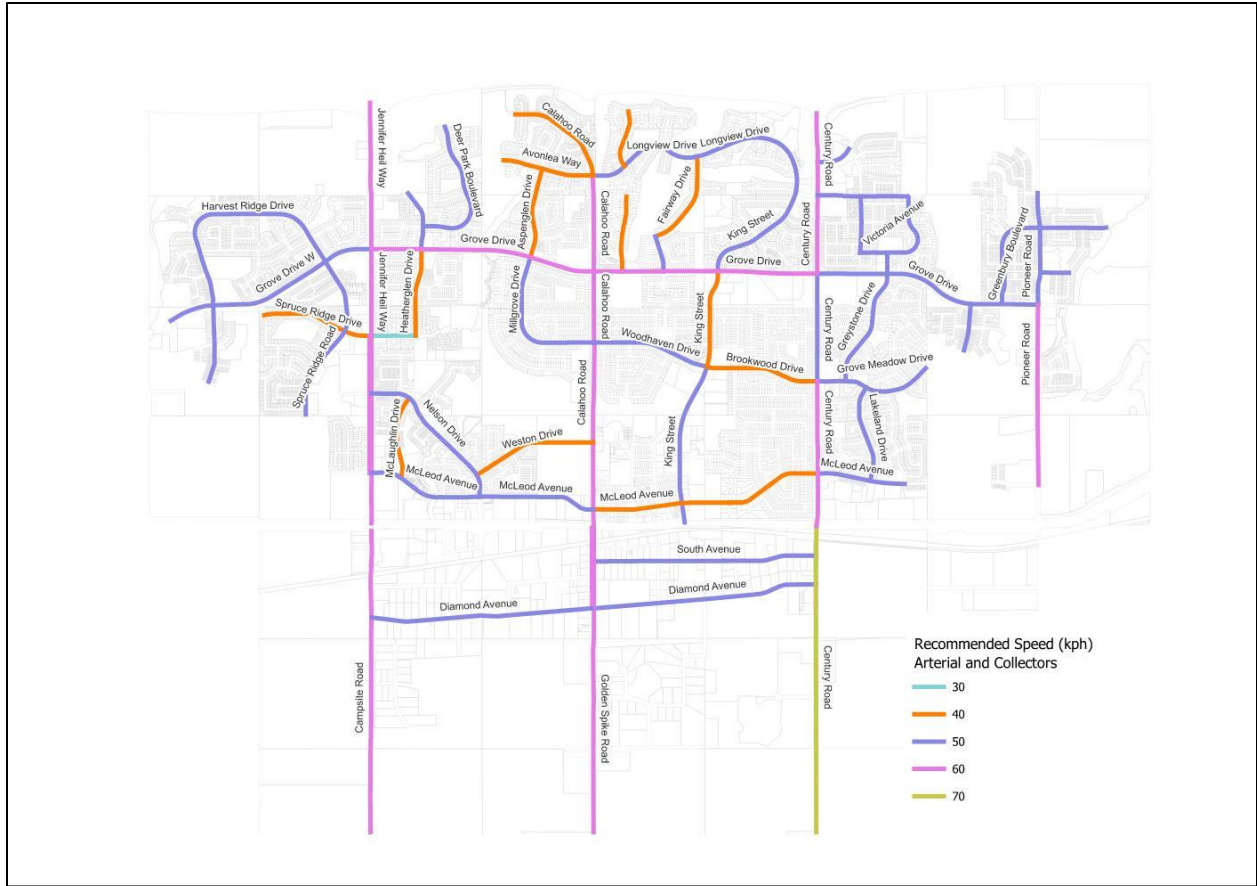 Jennifer Heil Way
Deer Park Boulevard
Calahoo Road
Avonlea Way
Longview Drive
Longview Drive
Century Road
Harvest Ridge Drive
Aspenglen Drive
Calahoo Road
Fairway Drive
King Street
Century Road
Victoria Avenue
Greenbury Boulevard
Pioneer Road
Grove Drive W
Jennifer Heil Way
Heatherglen Drive
Grove Drive
Grove Drive
Grove Drive
Spruce Ridge Drive
Spruce Ridge Road
Millgrove Drive
Calahoo Road
Woodhaven Drive
King Street
Brookwood Drive
Century Road
Greystone Drive
Grove Meadow Drive
Pioneer Road
McLaughlin Drive
Nelson Drive
Weston Drive
Calahoo Road
King Street
Century Road
Lakeland Drive
McLeod Avenue
McLeod Avenue
McLeod Avenue
McLeod Avenue
South Avenue
Diamond Avenue
Diamond Avenue
Campsite Road
Golden Spike Road
Century Road
Recommended Speed (kph)
Arterial and Collectors
30
40
50
60
70